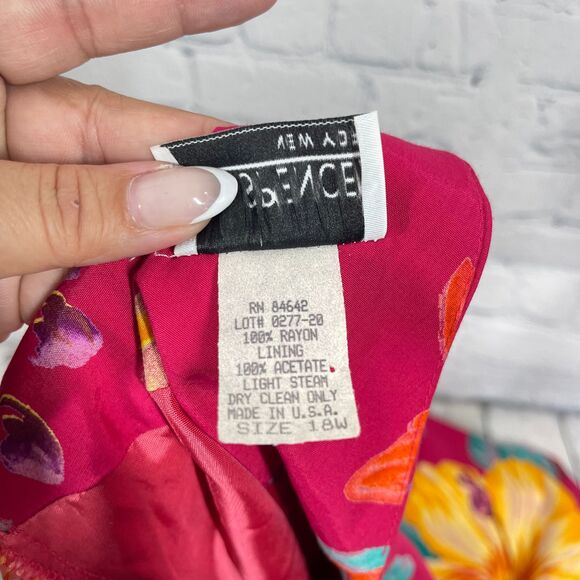 SPENCE
RN 84642
LOT# 0277-20
100% RAYON
LINING
100% ACETATE
LIGHT STEAM
DRY CLEAN ONLY
MADE IN U.S.A.
SIZE 18W